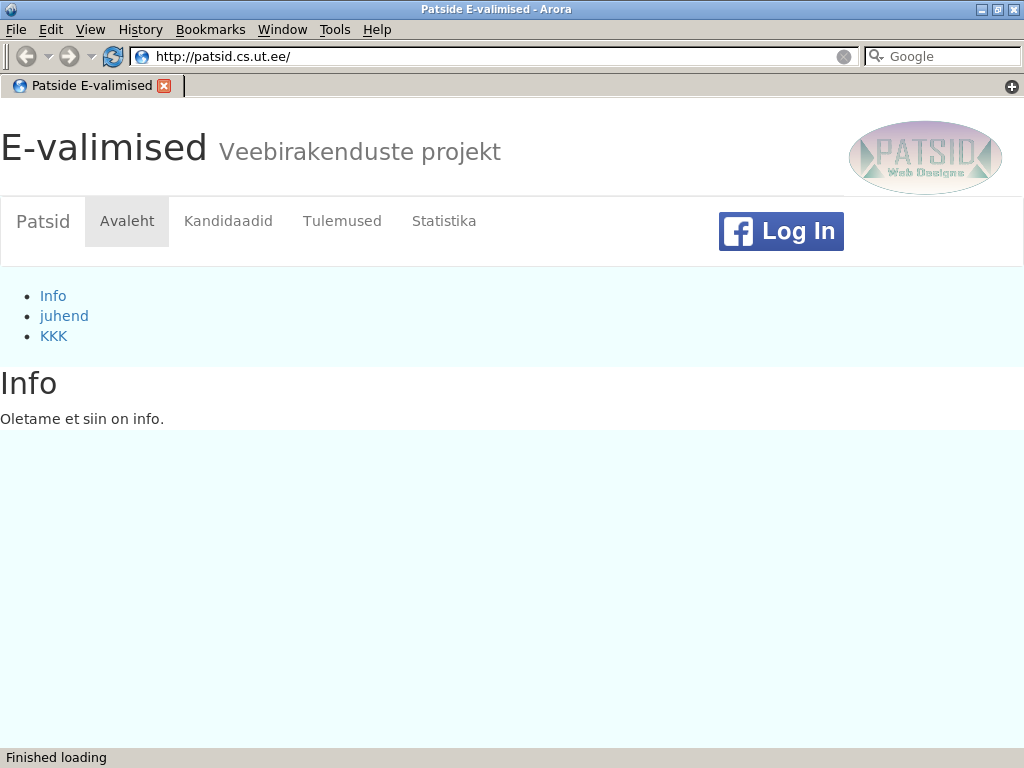 Patside E-valimised - Arora
File Edit View History Bookmarks Window Tools Help
http://patsid.cs.ut.ee/
Google
Patside E-valimised
E-valimised Veebirakenduste projekt
PATSID
Web Designs
Patsid Avaleht Kandidaadid Tulemused Statistika
Log In
Info
juhend
KKK
Info
Oletame et siin on info.
Finished loading